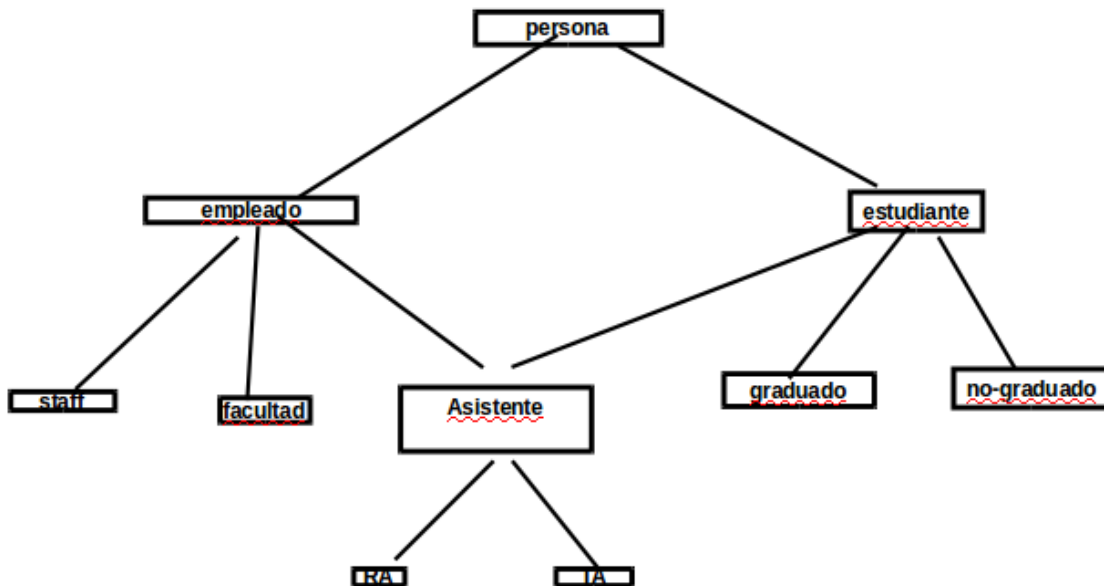 persona
empleado
estudiante
staff
facultad
Asistente
graduado
no-graduado
RA
TA